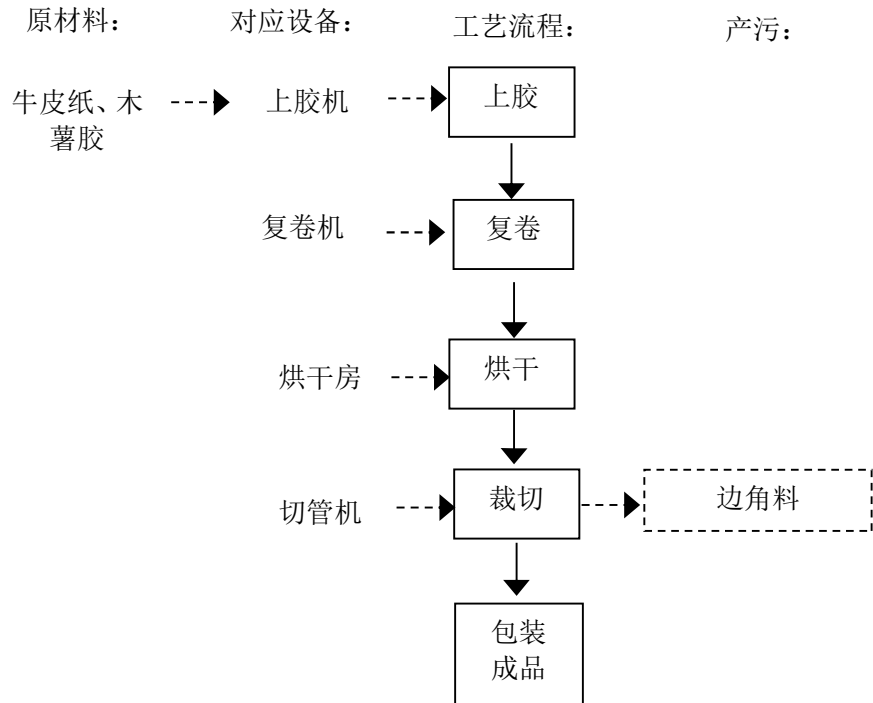 原材料: 对应设备: 工艺流程: 产污:
牛皮纸、木
薯胶
上胶机
上胶
复卷机
复卷
烘干房
烘干
切管机
裁切
边角料
包装
成品